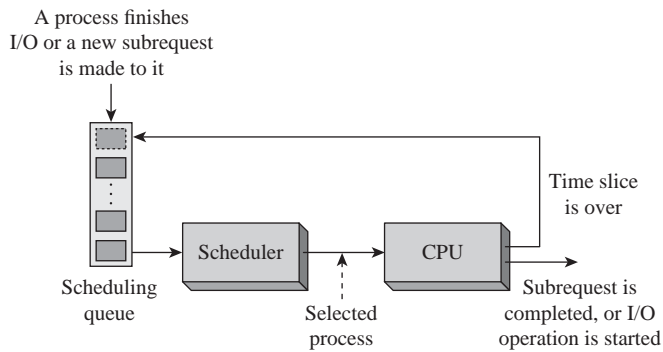 A process finishes
I/O or a new subrequest
is made to it
Time slice
is over
Scheduler
CPU
Scheduling
queue
Selected
process
Subrequest is
completed, or I/O
operation is started